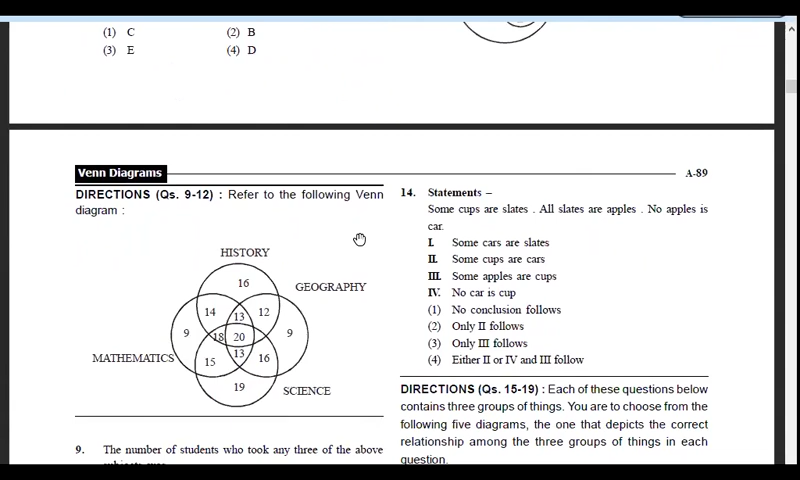 (1) C (2) B
(3) E (4) D
Venn Diagrams A-89
DIRECTIONS (Qs. 9-12) : Refer to the following Venn
diagram :
HISTORY
16
GEOGRAPHY
14 13 12
9 18 20 9
MATHEMATICS
15 13 16
19
SCIENCE
9. The number of students who took any three of the above
14. Statements –
Some cups are slates . All slates are apples . No apples is
car.
I. Some cars are slates
II. Some cups are cars
III. Some apples are cups
IV. No car is cup
(1) No conclusion follows
(2) Only II follows
(3) Only III follows
(4) Either II or IV and III follow
DIRECTIONS (Qs. 15-19) : Each of these questions below
contains three groups of things. You are to choose from the
following five diagrams, the one that depicts the correct
relationship among the three groups of things in each
question.